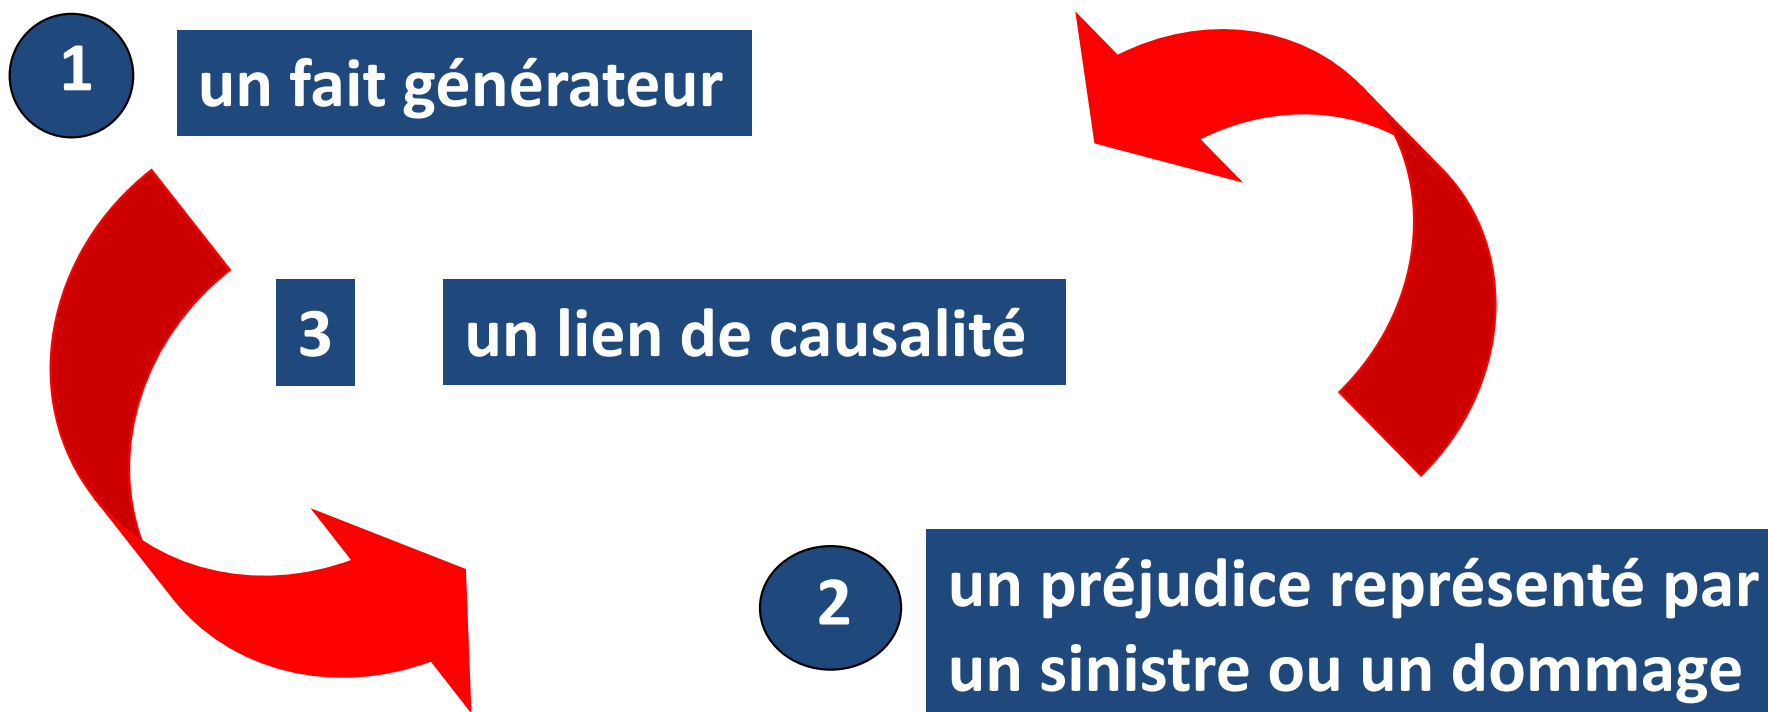 1
un fait générateur
3
un lien de causalité
2
un préjudice représenté par
un sinistre ou un dommage